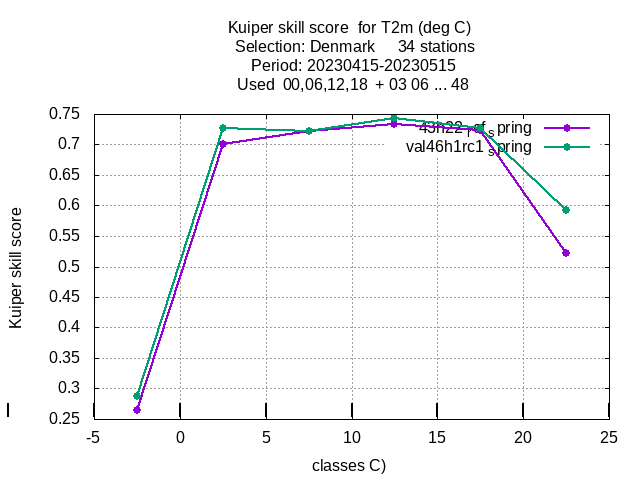 Kuiper skill score for T2m (deg C)
Selection: Denmark 34 stations
Period: 20230415-20230515
Used 00,06,12,18 + 03 06 ... 48
0.75
0.7
0.65
0.6
0.55
0.5
0.45
0.4
0.35
0.3
0.25
Kuiper skill score
val46h1rc1 spring
-5 0 5 10 15 20 25
classes C)